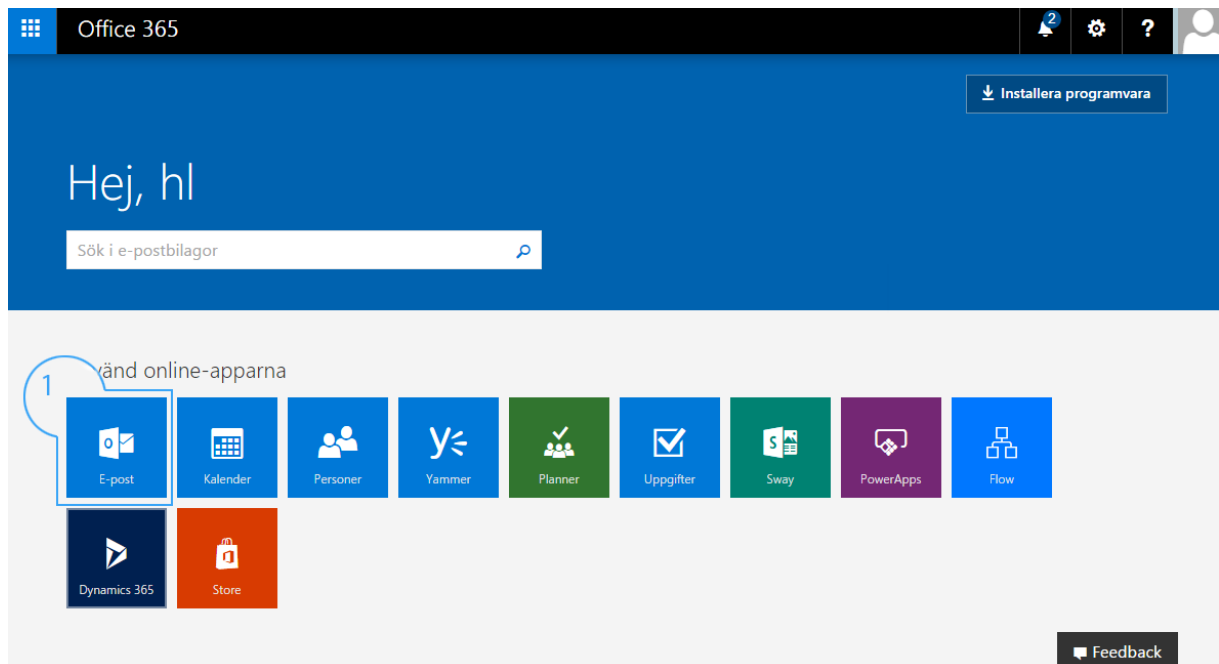 Office 365
2
?
Installera programvara
Hej, hl
Sök i e-postbilagor
1
vänd online-apparna
E-post
Kalender
Personer
Yammer
Planner
Uppgifter
Sway
PowerApps
Flow
Dynamics 365
Store
Feedback